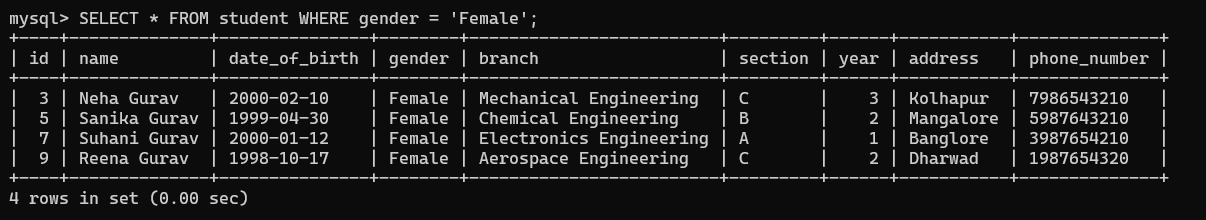 mysql> SELECT * FROM student WHERE gender = 'Female';
+----+--------------+---------------+--------+-------------------------+---------+------+-----------+--------------+
| id | name         | date_of_birth | gender | branch                  | section | year | address   | phone_number |
+----+--------------+---------------+--------+-------------------------+---------+------+-----------+--------------+
|  3 | Neha Gurav   | 2000-02-10    | Female | Mechanical Engineering  | C       |    3 | Kolhapur  | 7986543210   |
|  5 | Sanika Gurav | 1999-04-30    | Female | Chemical Engineering    | B       |    2 | Mangalore | 5987643210   |
|  7 | Suhani Gurav | 2000-01-12    | Female | Electronics Engineering | A       |    1 | Banglore  | 3987654210   |
|  9 | Reena Gurav  | 1998-10-17    | Female | Aerospace Engineering   | C       |    2 | Dharwad   | 1987654320   |
+----+--------------+---------------+--------+-------------------------+---------+------+-----------+--------------+
4 rows in set (0.00 sec)